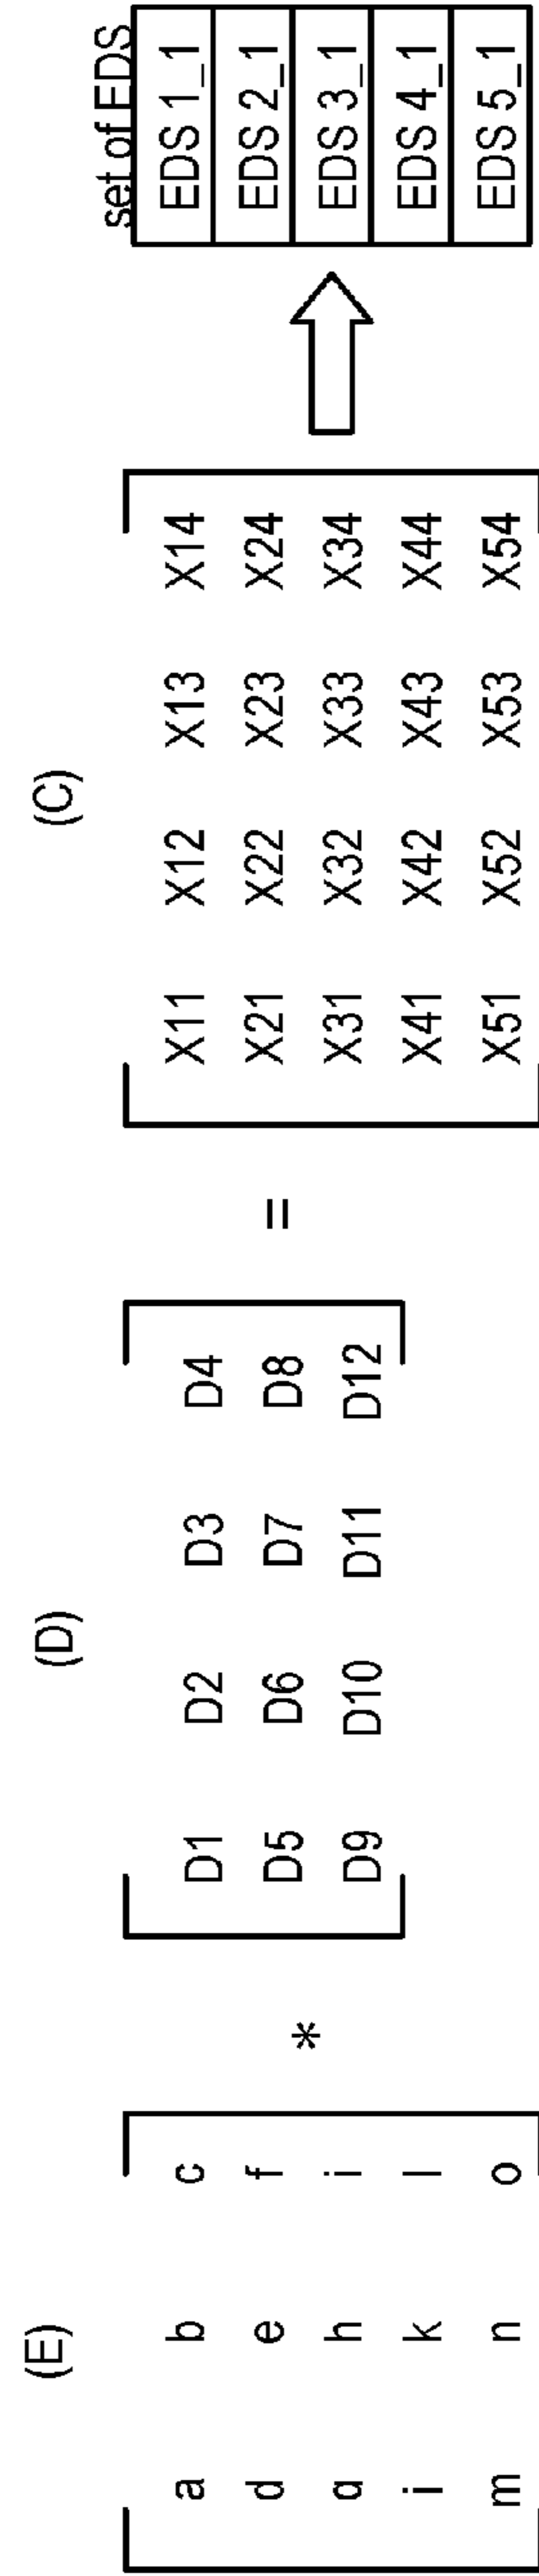 (E)
a b c
d e f
g h i
j k l
m n o
*
(D)
D1 D2 D3 D4
D5 D6 D7 D8
D9 D10 D11 D12
=
(C)
X11 X12 X13 X14
X21 X22 X23 X24
X31 X32 X33 X34
X41 X42 X43 X44
X51 X52 X53 X54
set of EDS
EDS 1_1
EDS 2_1
EDS 3_1
EDS 4_1
EDS 5_1